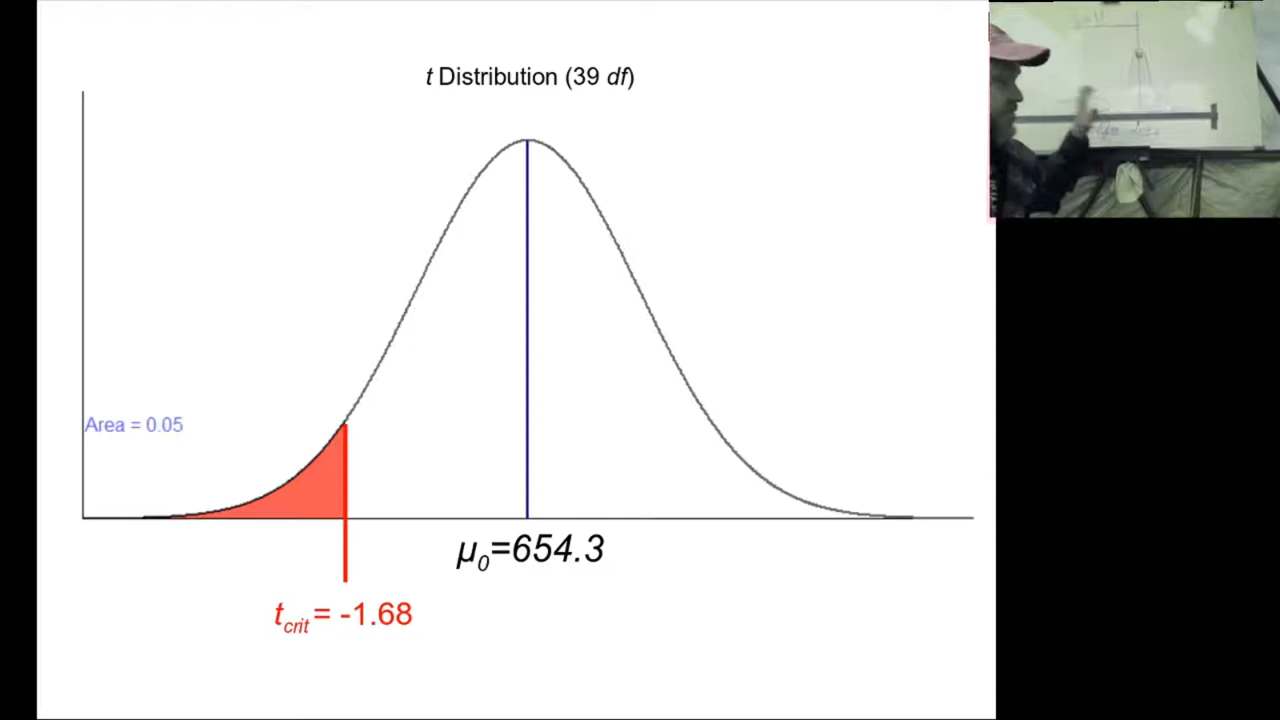 t Distribution (39 df)
Area = 0.05
μ0=654.3
tcrit = -1.68